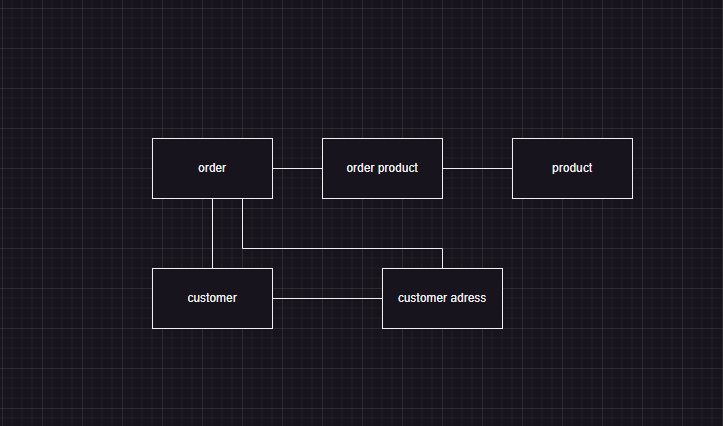 order
order product
product
customer
customer adress